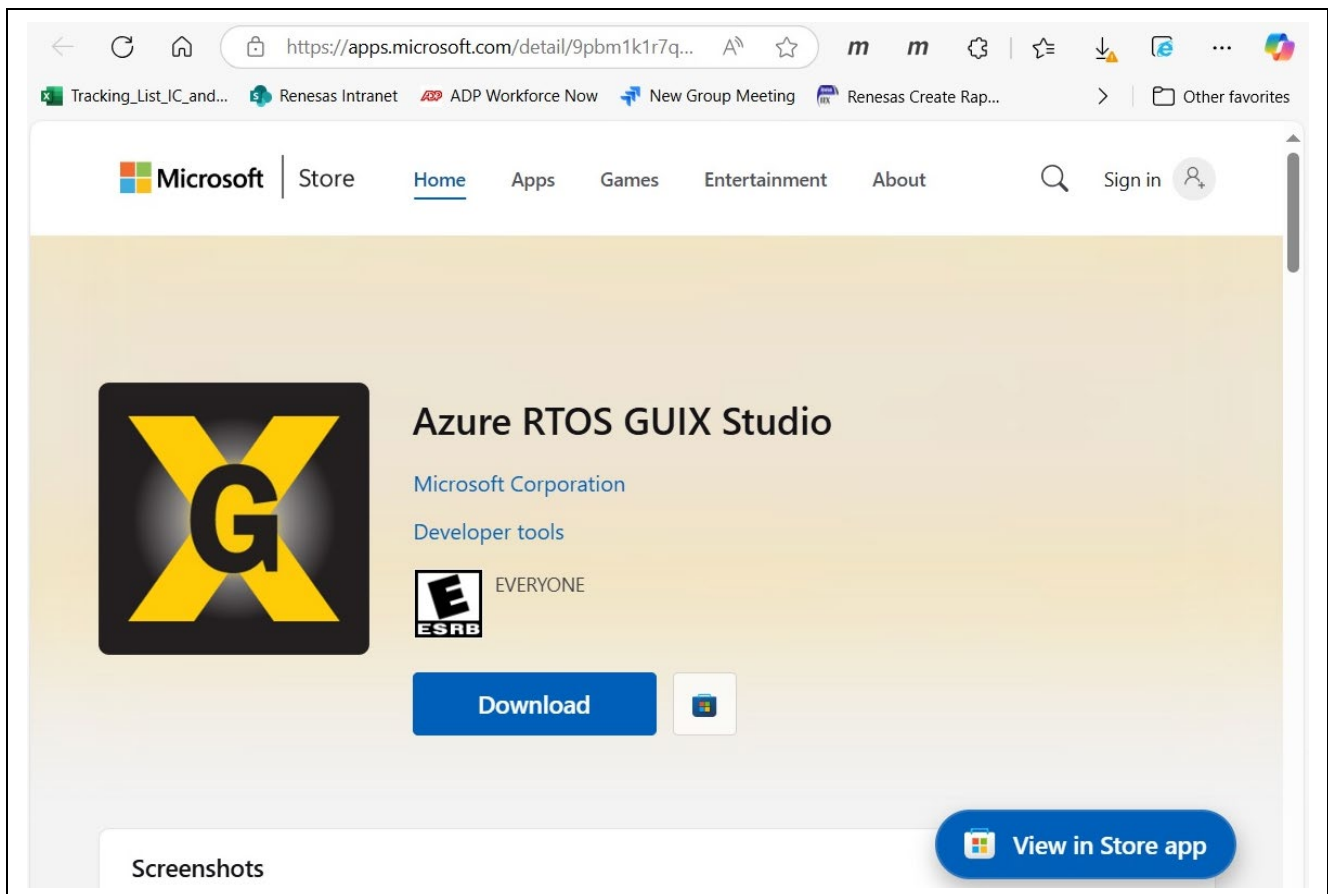 https://apps.microsoft.com/detail/9pbm1k1r7q... A m m
Tracking_List_IC_and... Renesas Intranet ADP ADP Workforce Now New Group Meeting Renesas Create Rap... Other favorites
Microsoft Store Home Apps Games Entertainment About Sign in
Azure RTOS GUIX Studio
Microsoft Corporation
G
Developer tools
E EVERYONE
ESRB
Download
View in Store app
Screenshots